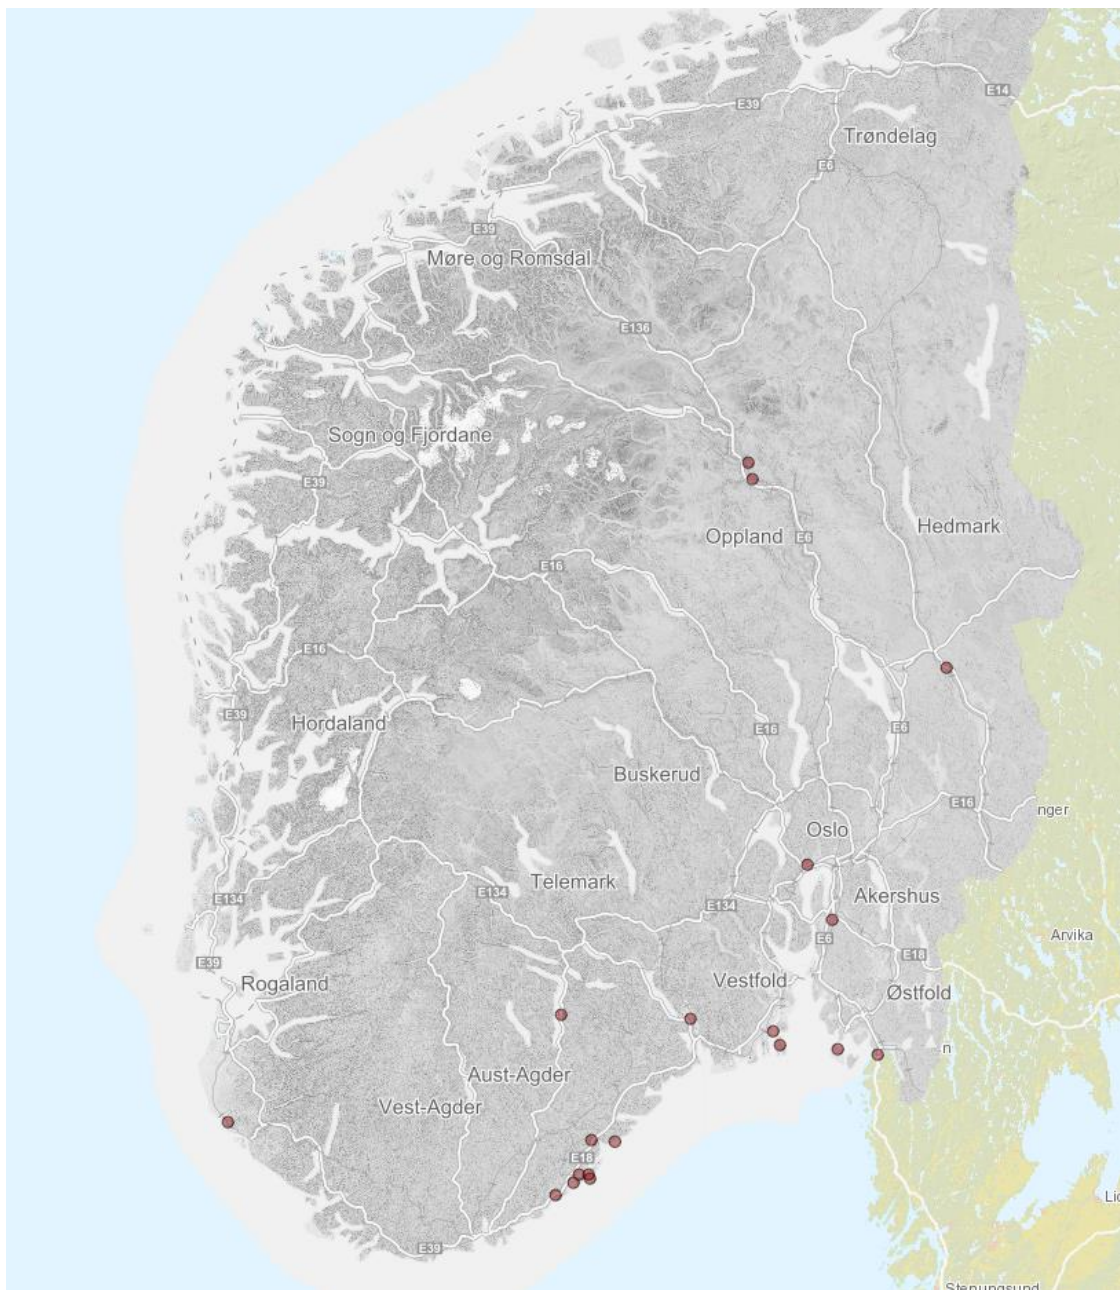 E14
E39
Trøndelag
E6
E39
Møre og Romsdal
E136
Sogn og Fjordane
E39
Hedmark
Oppland
E6
E16
E16
E39
Hordaland
E6
E16
Buskerud
E16
nger
Oslo
Telemark
E134
Akershus
E134
E134
Arvika
E6
E18
E39
Rogaland
Vestfold
Østfold
n
Aust-Agder
Vest-Agder
E18
E39
Lid
Stenungsund